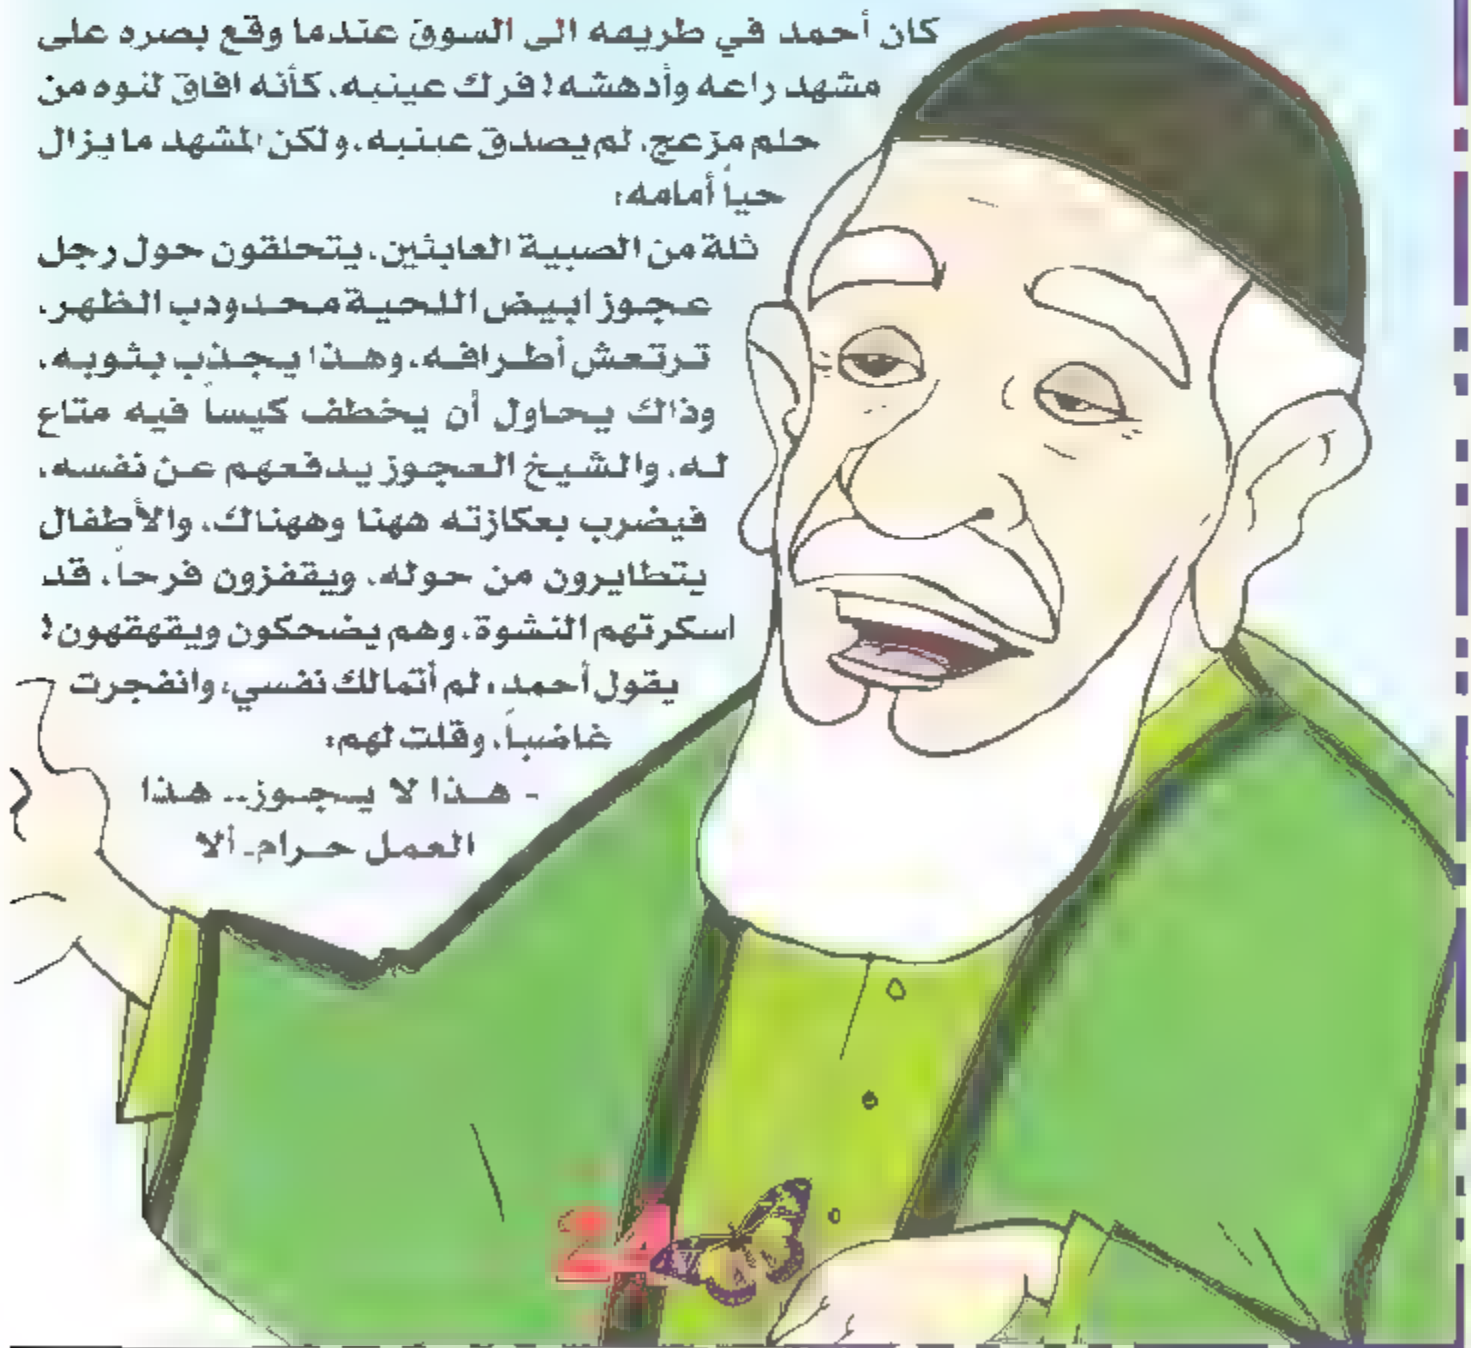 كان أحمد في طريقه الى السوق عندما وقع بصره على
مشهد راعه وأدهشه! فرك عينيه، كأنه افاق لتوه من
حلم مزعج، لم يصدق عينيه، ولكن المشهد ما يزال
حياً أمامه:
ثلة من الصبية العابثين، يتحلقون حول رجل
عجوز ابيض اللحية محدودب الظهر،
ترتعش أطرافه، وهذا يجذب بثوبه،
وذاك يحاول أن يخطف كيساً فيه متاع
له، والشيخ العجوز يدفعهم عن نفسه،
فيضرب بعكازته ههنا وههناك، والأطفال
يتطايرون من حوله، ويقفزون فرحاً، قد
اسكرتهم النشوة، وهم يضحكون ويقهقهون!
يقول أحمد: لم أتمالك نفسي، وانفجرت
غاضباً، وقلت لهم:
- هذا لا يجوز.. هذا
العمل حرام.. ألا
24